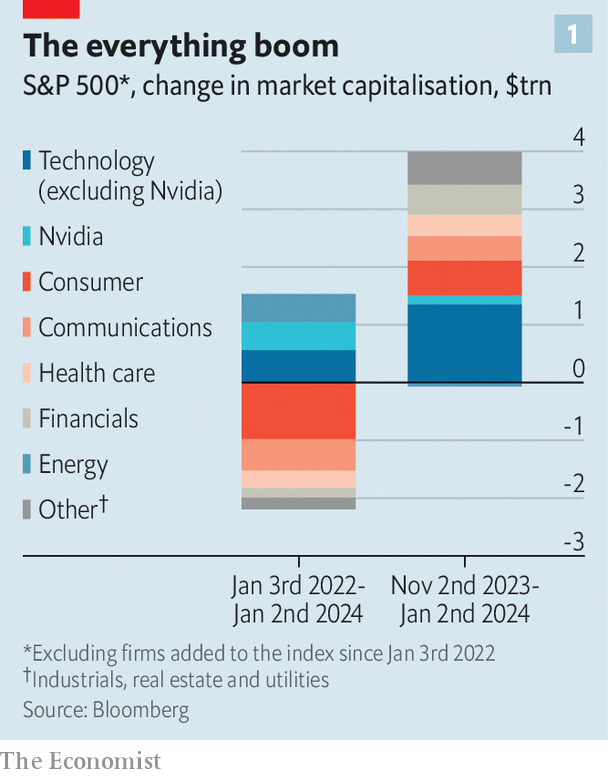 The everything boom
1
S&P 500*, change in market capitalisation, $trn
Technology
(excluding Nvidia)
Nvidia
Consumer
Communications
Health care
Financials
Energy
Other†
4
3
2
1
0
-1
-2
-3
Jan 3rd 2022-
Jan 2nd 2024
Nov 2nd 2023-
Jan 2nd 2024
*Excluding firms added to the index since Jan 3rd 2022
†Industrials, real estate and utilities
Source: Bloomberg
The Economist